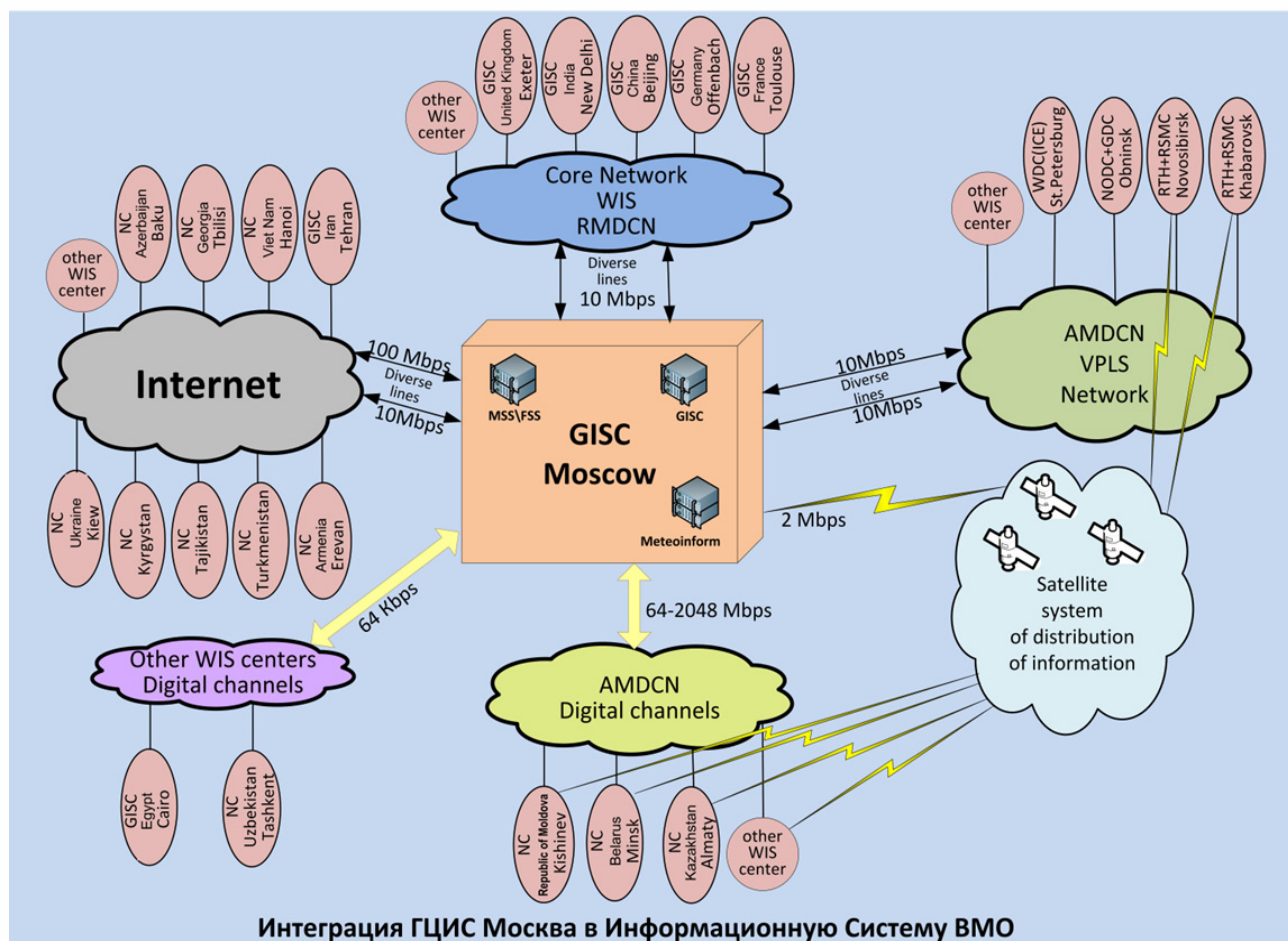 other
WIS
center
GISC
United Kingdom
Exeter
GISC
India
New Delhi
GISC
China
Beijing
GISC
Germany
Offenbach
GISC
France
Toulouse
Core Network
WIS
RMDCN
Diverse
lines
10 Mbps
other
WIS
center
NC
Azerbaijan
Baku
NC
Georgia
Tbilisi
NC
Viet Nam
Hanoi
GISC
Iran
Tehran
Internet
100 Mbps
Diverse
lines
10Mbps
NC
Ukraine
Kiew
NC
Kyrgystan
NC
Tajikistan
NC
Turkmenistan
NC
Armenia
Erevan
MSS\FSS
GISC
GISC
Moscow
Meteoinform
other
WIS
center
WDC(ICE)
St.Petersburg
NODC+GDC
Obninsk
RTH+RSMC
Novosibirsk
RTH+RSMC
Khabarovsk
AMDCN
VPLS
Network
10Mbps
Diverse
lines
10Mbps
2 Mbps
Satellite
system
of distribution
of information
64 Kbps
Other WIS centers
Digital channels
GISC
Egypt
Cairo
NC
Uzbekistan
Tashkent
64-2048 Mbps
AMDCN
Digital channels
NC
Republic of Moldova
Kishinev
NC
Belarus
Minsk
NC
Kazakhstan
Almaty
other
WIS
center
Интеграция ГЦИС Москва в Информационную Систему ВМО